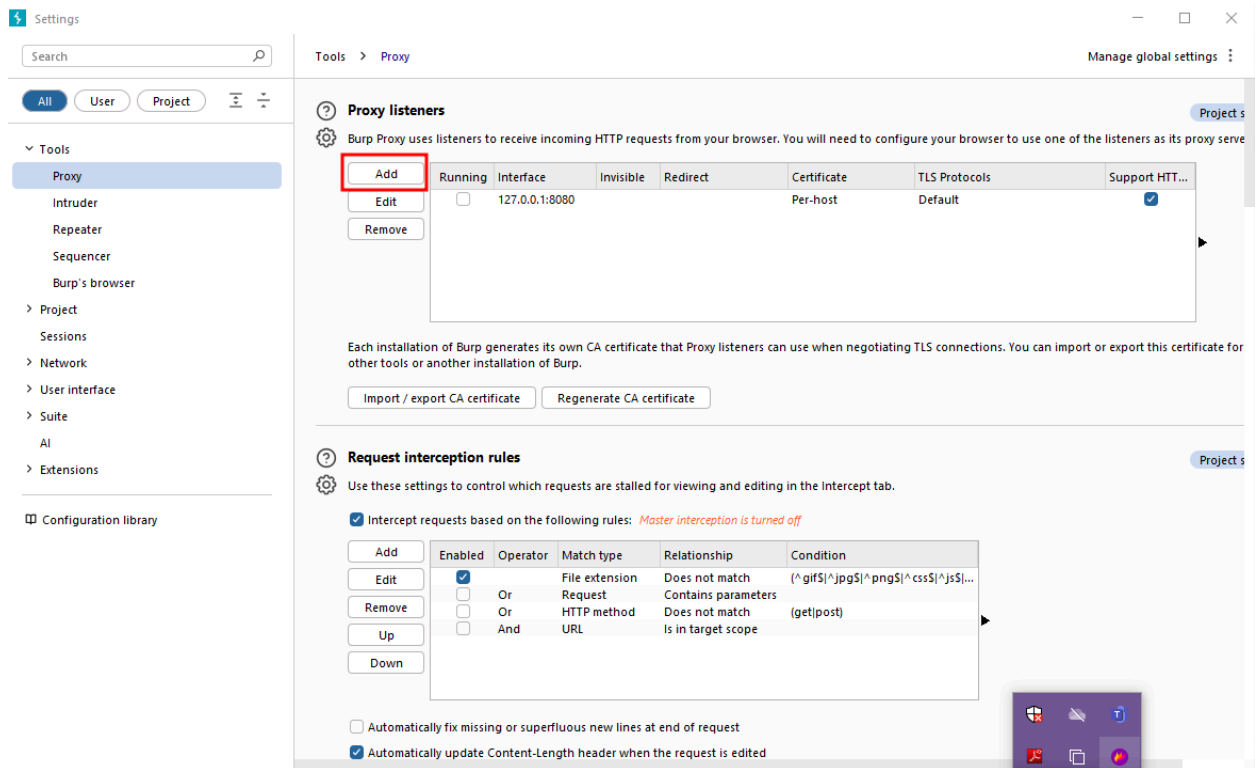 Settings
Search
Tools > Proxy
Manage global settings
All User Project
Tools
Proxy
Intruder
Repeater
Sequencer
Burp's browser
Project
Sessions
Network
User interface
Suite
AI
Extensions
Configuration library
Proxy listeners
Project s
Burp Proxy uses listeners to receive incoming HTTP requests from your browser. You will need to configure your browser to use one of the listeners as its proxy serve
Add
Edit
Remove
Running Interface Invisible Redirect Certificate TLS Protocols Support HTT...
127.0.0.1:8080 Per-host Default
Each installation of Burp generates its own CA certificate that Proxy listeners can use when negotiating TLS connections. You can import or export this certificate for
other tools or another installation of Burp.
Import / export CA certificate Regenerate CA certificate
Request interception rules
Project s
Use these settings to control which requests are stalled for viewing and editing in the Intercept tab.
Intercept requests based on the following rules: Master interception is turned off
Add
Edit
Remove
Up
Down
Enabled Operator Match type Relationship Condition
File extension Does not match (^gif$|^jpg$|^png$|^css$|^js$|...
Or Request Contains parameters
Or HTTP method Does not match (get|post)
And URL Is in target scope
Automatically fix missing or superfluous new lines at end of request
Automatically update Content-Length header when the request is edited